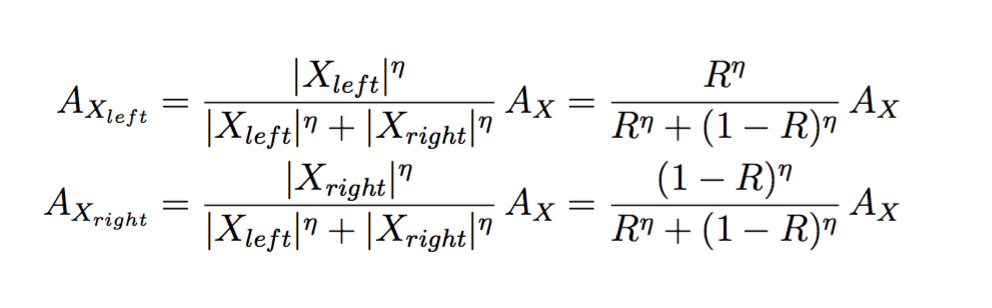 $A_{X_{left}} = \frac{|X_{left}|^{\eta}}{|X_{left}|^{\eta} + |X_{right}|^{\eta}} A_X = \frac{R^{\eta}}{R^{\eta} + (1 - R)^{\eta}} A_X$
$A_{X_{right}} = \frac{|X_{right}|^{\eta}}{|X_{left}|^{\eta} + |X_{right}|^{\eta}} A_X = \frac{(1 - R)^{\eta}}{R^{\eta} + (1 - R)^{\eta}} A_X$